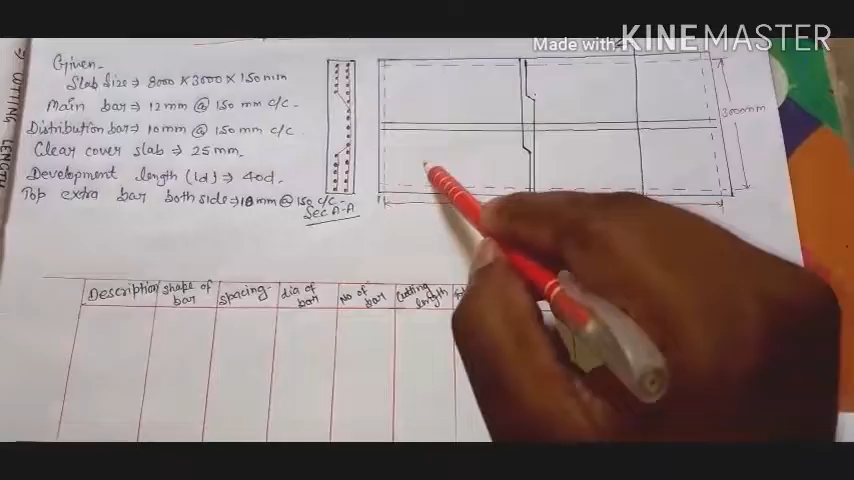 Made with KINEMASTER
Given-
Slab Size → 8000 X 3000 X 150 mm
Main bar → 12 mm @ 150 mm c/c.
Distribution bar → 10 mm @ 150 mm c/c.
Clear cover slab → 25 mm.
Development length (Ld) → 40d.
Top extra bar both side → 10 mm @ 150 c/c.
Sec A-A
3000mm
CUTTING LENGTH
Description
shape of bar
spacing
dia of bar
No of bar
Cutting length